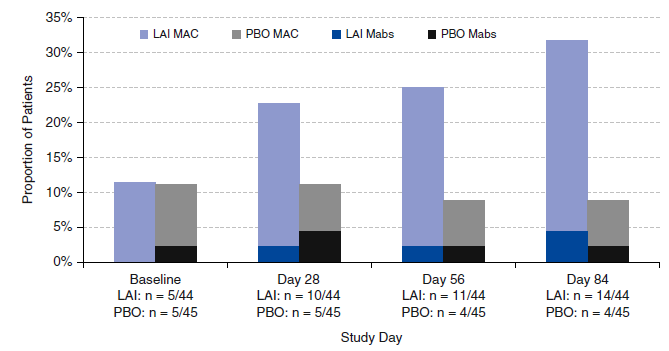 35%
LAI MAC PBO MAC LAI Mabs PBO Mabs
30%
25%
20%
15%
10%
5%
0%
Proportion of Patients
Baseline Day 28 Day 56 Day 84
LAI: n = 5/44 LAI: n = 10/44 LAI: n = 11/44 LAI: n = 14/44
PBO: n = 5/45 PBO: n = 5/45 PBO: n = 4/45 PBO: n = 4/45
Study Day